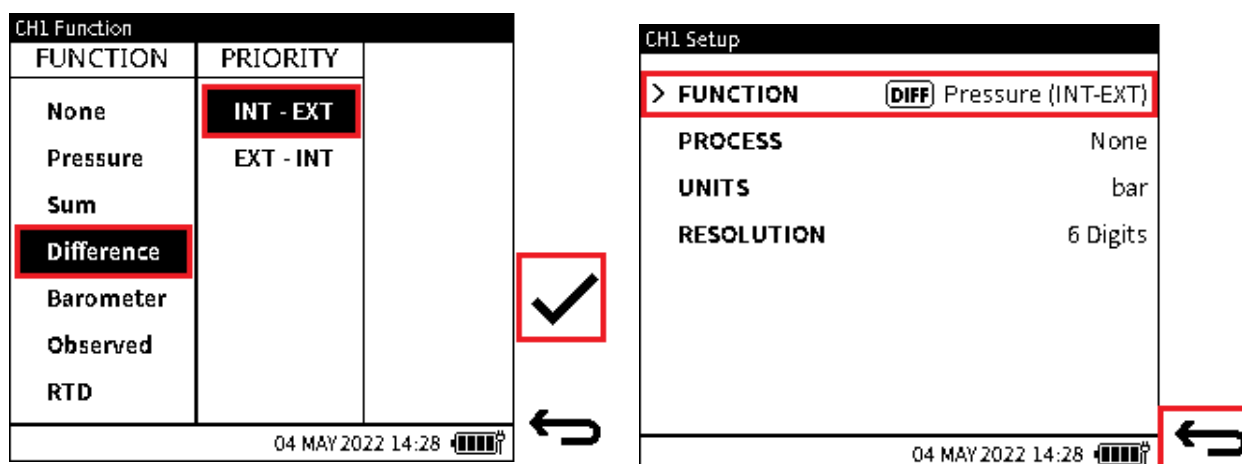 CH1 Function
FUNCTION PRIORITY
None INT - EXT
Pressure EXT - INT
Sum
Difference
Barometer
Observed
RTD
04 MAY 2022 14:28
CH1 Setup
> FUNCTION DIFF Pressure (INT-EXT)
PROCESS None
UNITS bar
RESOLUTION 6 Digits
04 MAY 2022 14:28